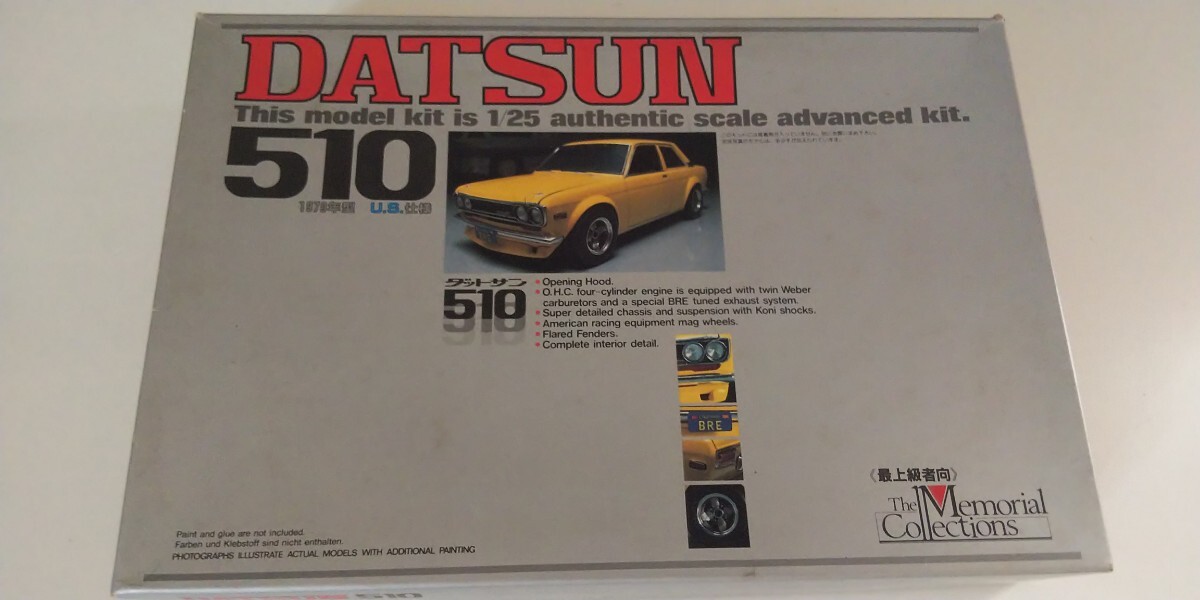 DATSUN
This model kit is 1/25 authentic scale advanced kit.
510
U.S.仕様
ダットサン
510
• Opening Hood.
• O.H.C. four-cylinder engine is equipped with twin Weber
carburetors and a special BRE tuned exhaust system.
• Super detailed chassis and suspension with Koni shocks.
• American racing equipment mag wheels.
• Flared Fenders.
• Complete interior detail.
BRE
《最上級者向》
The Memorial
Collections
Paint and glue are not included.
Farben und Klebstoff sind nicht enthalten.
PHOTOGRAPHS ILLUSTRATE ACTUAL MODELS WITH ADDITIONAL PAINTING
DATSUN 510